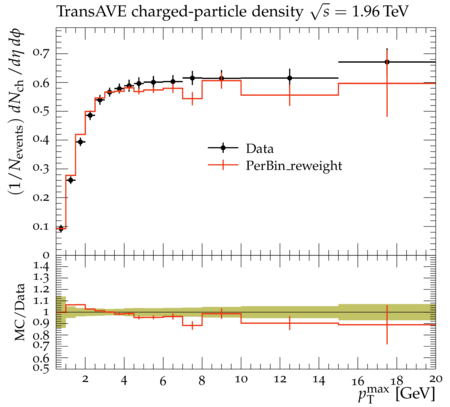 TransAVE charged-particle density √s = 1.96 TeV
(1/N_events) dN_ch/dη dφ
0.7
0.6
0.5
0.4
0.3
0.2
0.1
0
Data
PerBin_reweight
MC/Data
1.4
1.3
1.2
1.1
1
0.9
0.8
0.7
0.6
0.5
2 4 6 8 10 12 14 16 18 20
p_T^max [GeV]